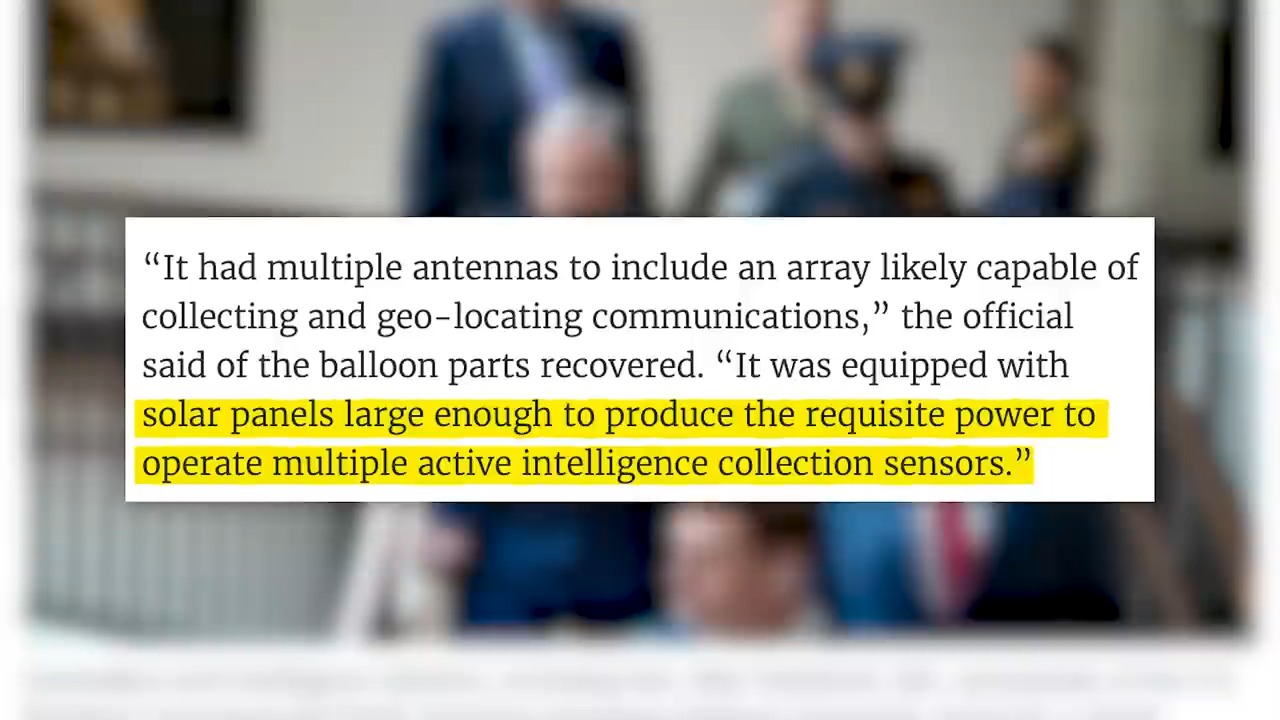 “It had multiple antennas to include an array likely capable of
collecting and geo-locating communications,” the official
said of the balloon parts recovered. “It was equipped with
solar panels large enough to produce the requisite power to
operate multiple active intelligence collection sensors.”